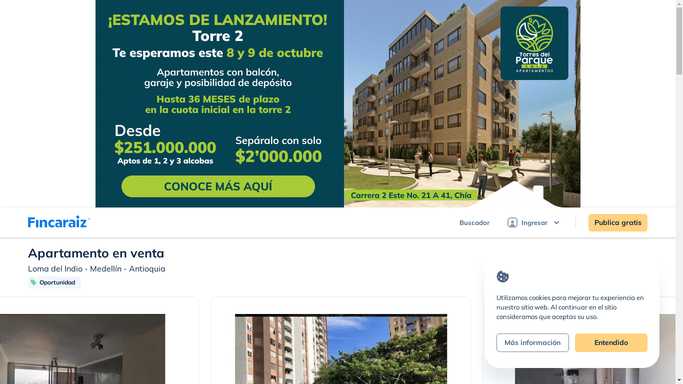 ¡ESTAMOS DE LANZAMIENTO!
Torre 2
Te esperamos este 8 y 9 de octubre
Apartamentos con balcón,
garaje y posibilidad de depósito
Hasta 36 MESES de plazo
en la cuota inicial en la torre 2
Desde
$251.000.000
Aptos de 1, 2 y 3 alcobas
Sepáralo con solo
$2'000.000
CONOCE MÁS AQUÍ
Torres del
Parque
CHÍA
APARTAMENTOS
Carrera 2 Este No. 21 A 41, Chía
Fincaraiz
Buscador
Ingresar
Publica gratis
Apartamento en venta
Loma del Indio - Medellín - Antioquia
Oportunidad
Utilizamos cookies para mejorar tu experiencia en
nuestro sitio web. Al continuar en el sitio
consideramos que aceptas su uso.
Más información
Entendido